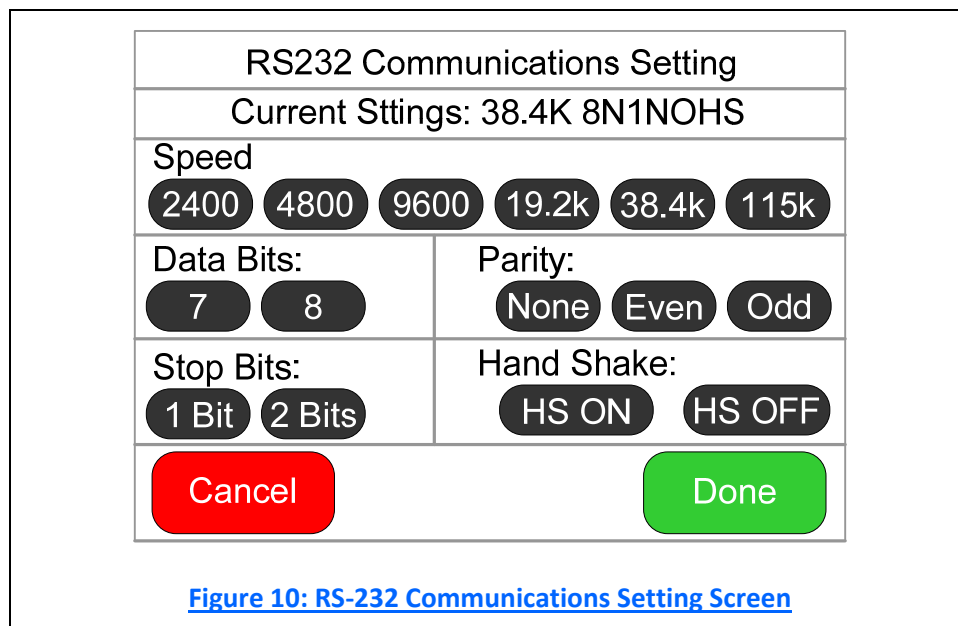 RS232 Communications Setting
Current Sttings: 38.4K 8N1NOHS
Speed
2400 4800 9600 19.2k 38.4k 115k
Data Bits: Parity:
7 8 None Even Odd
Stop Bits: Hand Shake:
1 Bit 2 Bits HS ON HS OFF
Cancel Done
Figure 10: RS-232 Communications Setting Screen